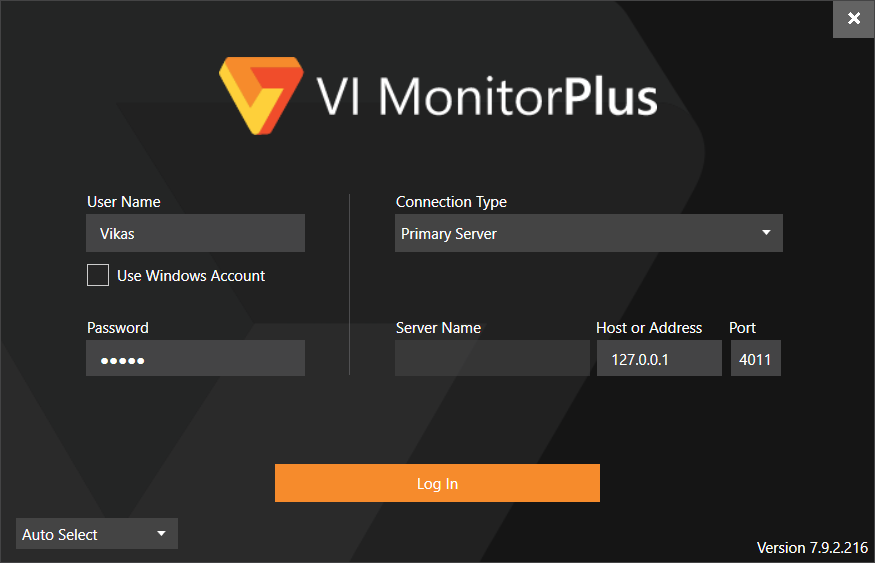 VI MonitorPlus
User Name
Vikas
Use Windows Account
Password
●●●●●
Connection Type
Primary Server
Server Name
Host or Address
Port
127.0.0.1
4011
Log In
Auto Select
Version 7.9.2.216